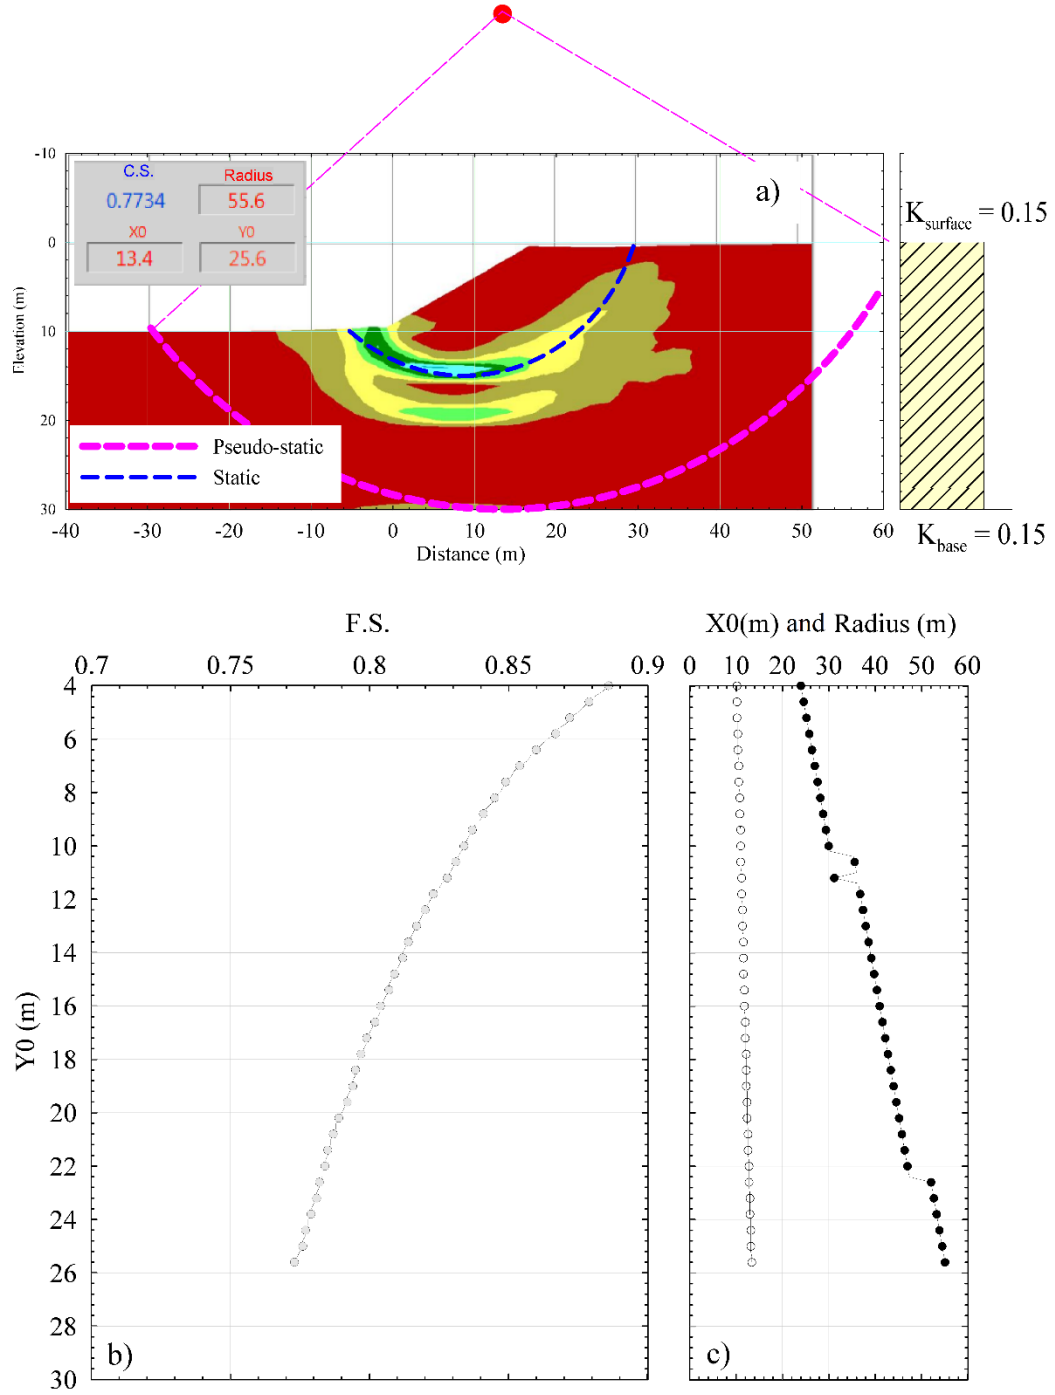 -10
0
10
20
30
Elevation (m)
C.S.
Radius
0.7734
55.6
X0
Y0
13.4
25.6
a)
K surface = 0.15
Pseudo-static
Static
-40 -30 -20 -10 0 10 20 30 40 50 60
Distance (m)
K base = 0.15
F.S.
0.7 0.75 0.8 0.85 0.9
X0(m) and Radius (m)
0 10 20 30 40 50 60
4
6
8
10
12
14
16
18
20
22
24
26
28
30
Y0 (m)
b)
c)